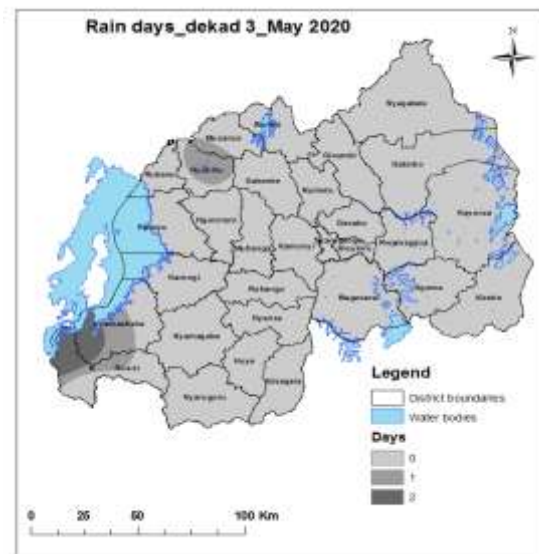 Rain days_dekad 3_May 2020
N
Nyagatare
Burera
Musanze
Gicumbi
Gatsibo
Nyabihu
Rubavu
Gakenke
Rulindo
Kayonza
Rutsiro
Ngororero
Gasabo
Muhanga
Kamonyi
Rwamagana
Karongi
Ruhango
Bugesera
Ngoma
Kirehe
Nyanza
Nyamasheke
Nyamagabe
Huye
Rusizi
Gisagara
Nyaruguru
Legend
District boundaries
Water bodies
Days
0
1
2
0 25 50 100 Km